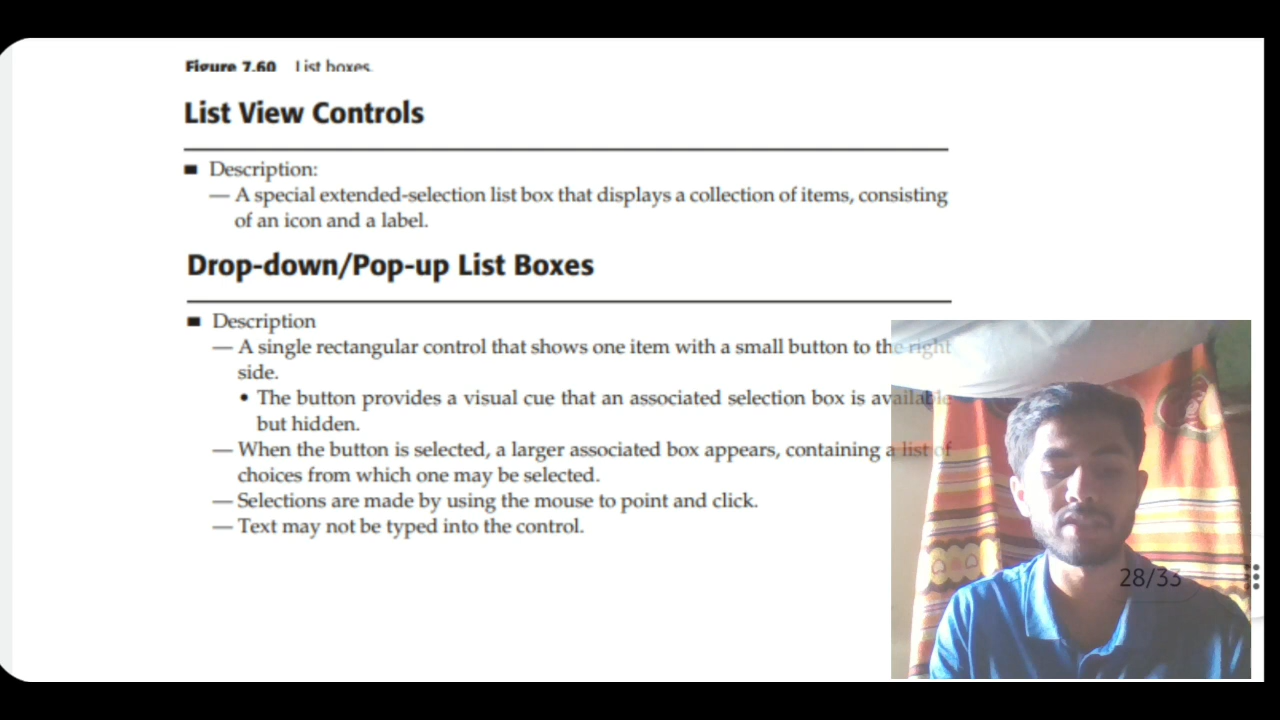 Figure 7.60 List boxes.
List View Controls
■ Description:
— A special extended-selection list box that displays a collection of items, consisting
of an icon and a label.
Drop-down/Pop-up List Boxes
■ Description
— A single rectangular control that shows one item with a small button to the right
side.
• The button provides a visual cue that an associated selection box is available
but hidden.
— When the button is selected, a larger associated box appears, containing a list of
choices from which one may be selected.
— Selections are made by using the mouse to point and click.
— Text may not be typed into the control.
28/33